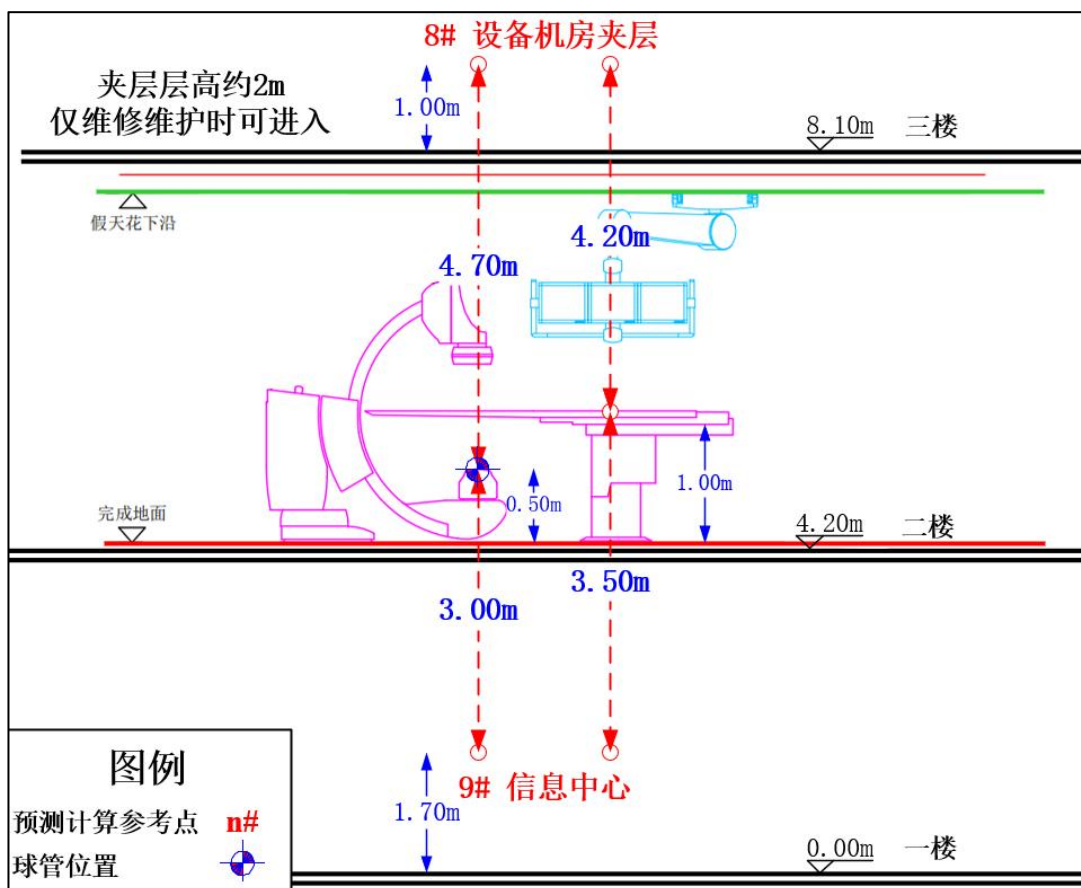 8# 设备机房夹层
夹层层高约2m
仅维修维护时可进入
1.00m
8.10m 三楼
假天花下沿
4.70m
4.20m
0.50m
1.00m
完成地面
4.20m 二楼
3.00m
3.50m
9# 信息中心
1.70m
0.00m 一楼
图例
预测计算参考点 n#
球管位置